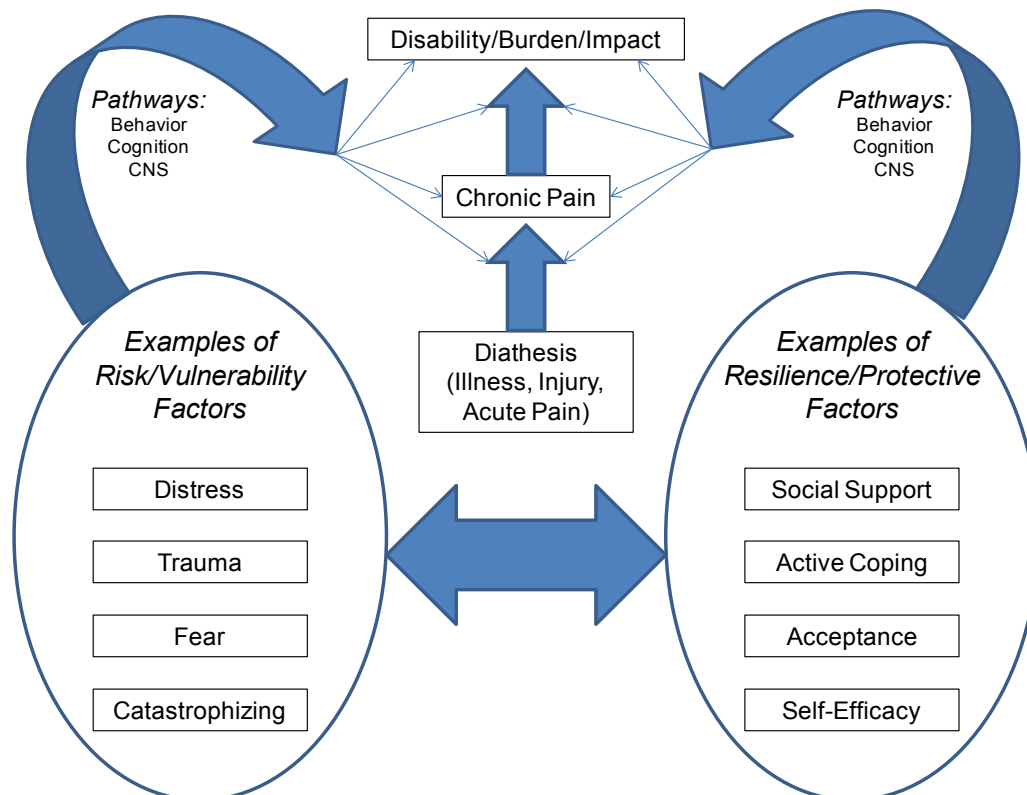 Disability/Burden/Impact
Pathways:
Behavior
Cognition
CNS
Pathways:
Behavior
Cognition
CNS
Chronic Pain
Diathesis
(Illness, Injury,
Acute Pain)
Examples of
Risk/Vulnerability
Factors
Distress
Trauma
Fear
Catastrophizing
Examples of
Resilience/Protective
Factors
Social Support
Active Coping
Acceptance
Self-Efficacy